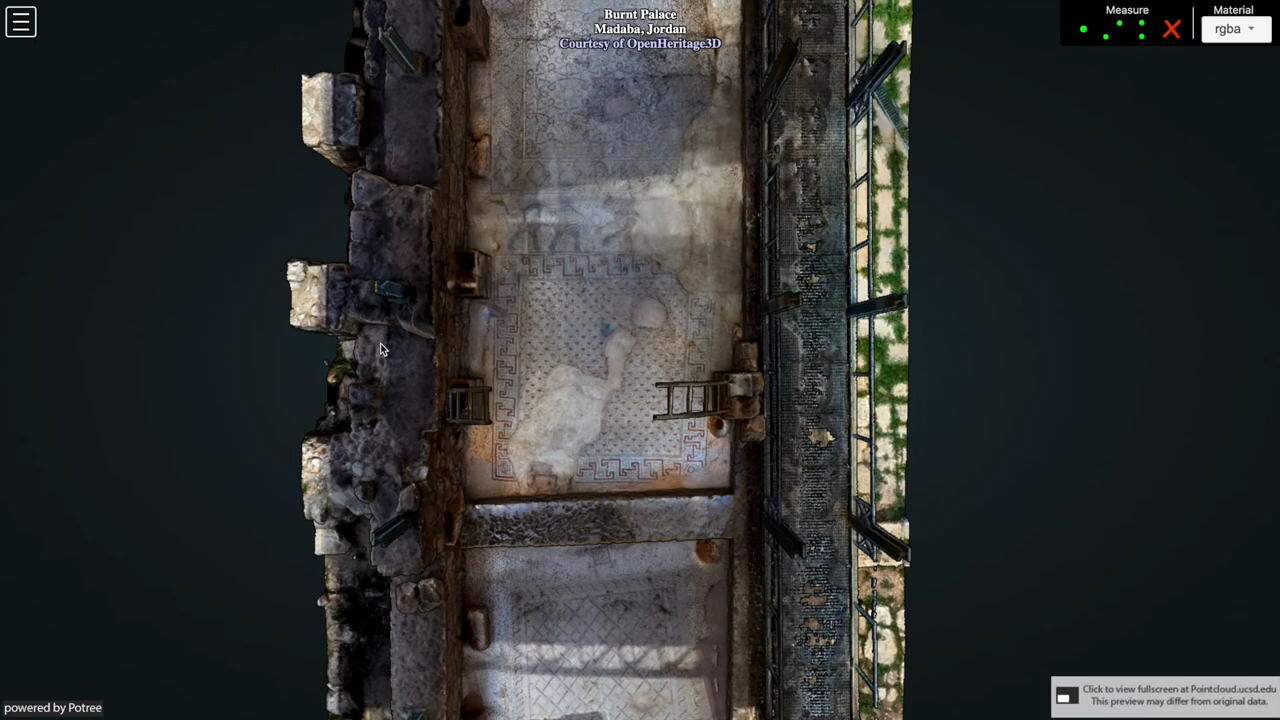 Burnt Palace
Madaba, Jordan
Courtesy of OpenHeritage3D
Measure
Material
rgba
Click to view fullscreen at Pointcloud.ucsd.edu
This preview may differ from original data.
powered by Potree